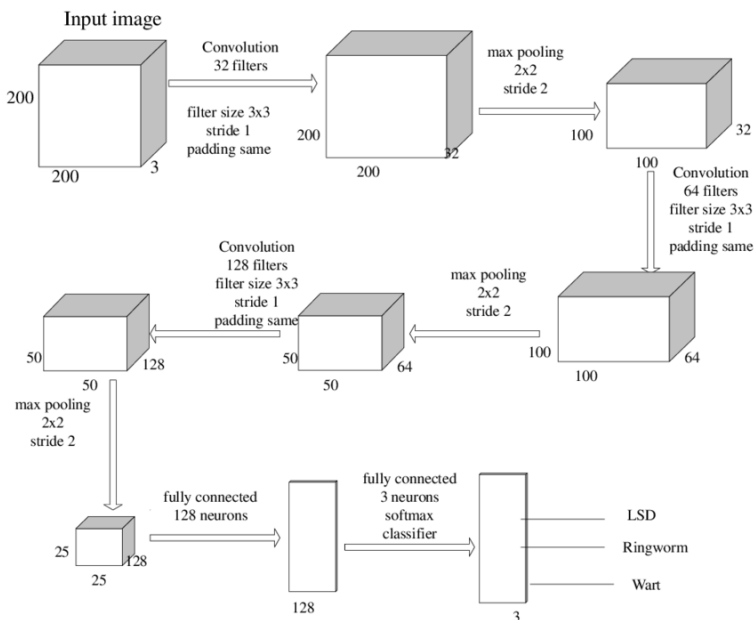 Input image
200
200
3
Convolution
32 filters
filter size 3x3
stride 1
padding same
200
200
32
max pooling
2x2
stride 2
100
100
32
Convolution
64 filters
filter size 3x3
stride 1
padding same
100
100
64
max pooling
2x2
stride 2
50
50
64
Convolution
128 filters
filter size 3x3
stride 1
padding same
50
50
128
max pooling
2x2
stride 2
25
25
128
fully connected
128 neurons
128
fully connected
3 neurons
softmax
classifier
3
LSD
Ringworm
Wart